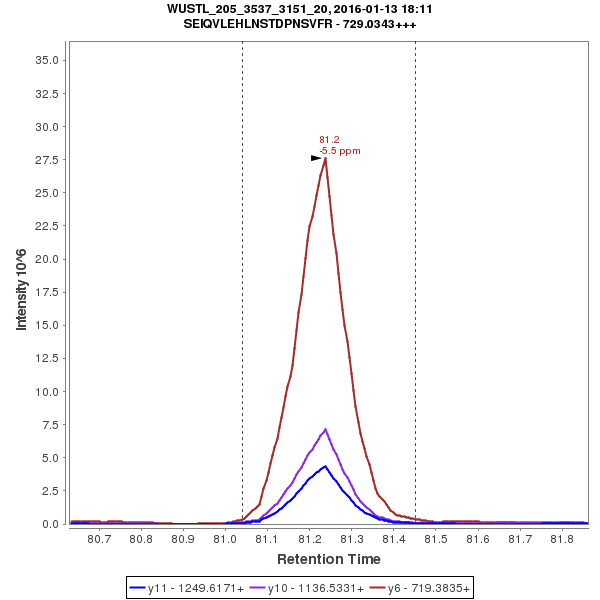 WUSTL_205_3537_3151_20, 2016-01-13 18:11
SEIQVLEHLNSTDPNSVFR - 729.0343+++
81.2
-5.5 ppm
Intensity 10^6
35.0
32.5
30.0
27.5
25.0
22.5
20.0
17.5
15.0
12.5
10.0
7.5
5.0
2.5
0.0
80.7 80.8 80.9 81.0 81.1 81.2 81.3 81.4 81.5 81.6 81.7 81.8
Retention Time
y11 - 1249.6171+ y10 - 1136.5331+ y6 - 719.3835+